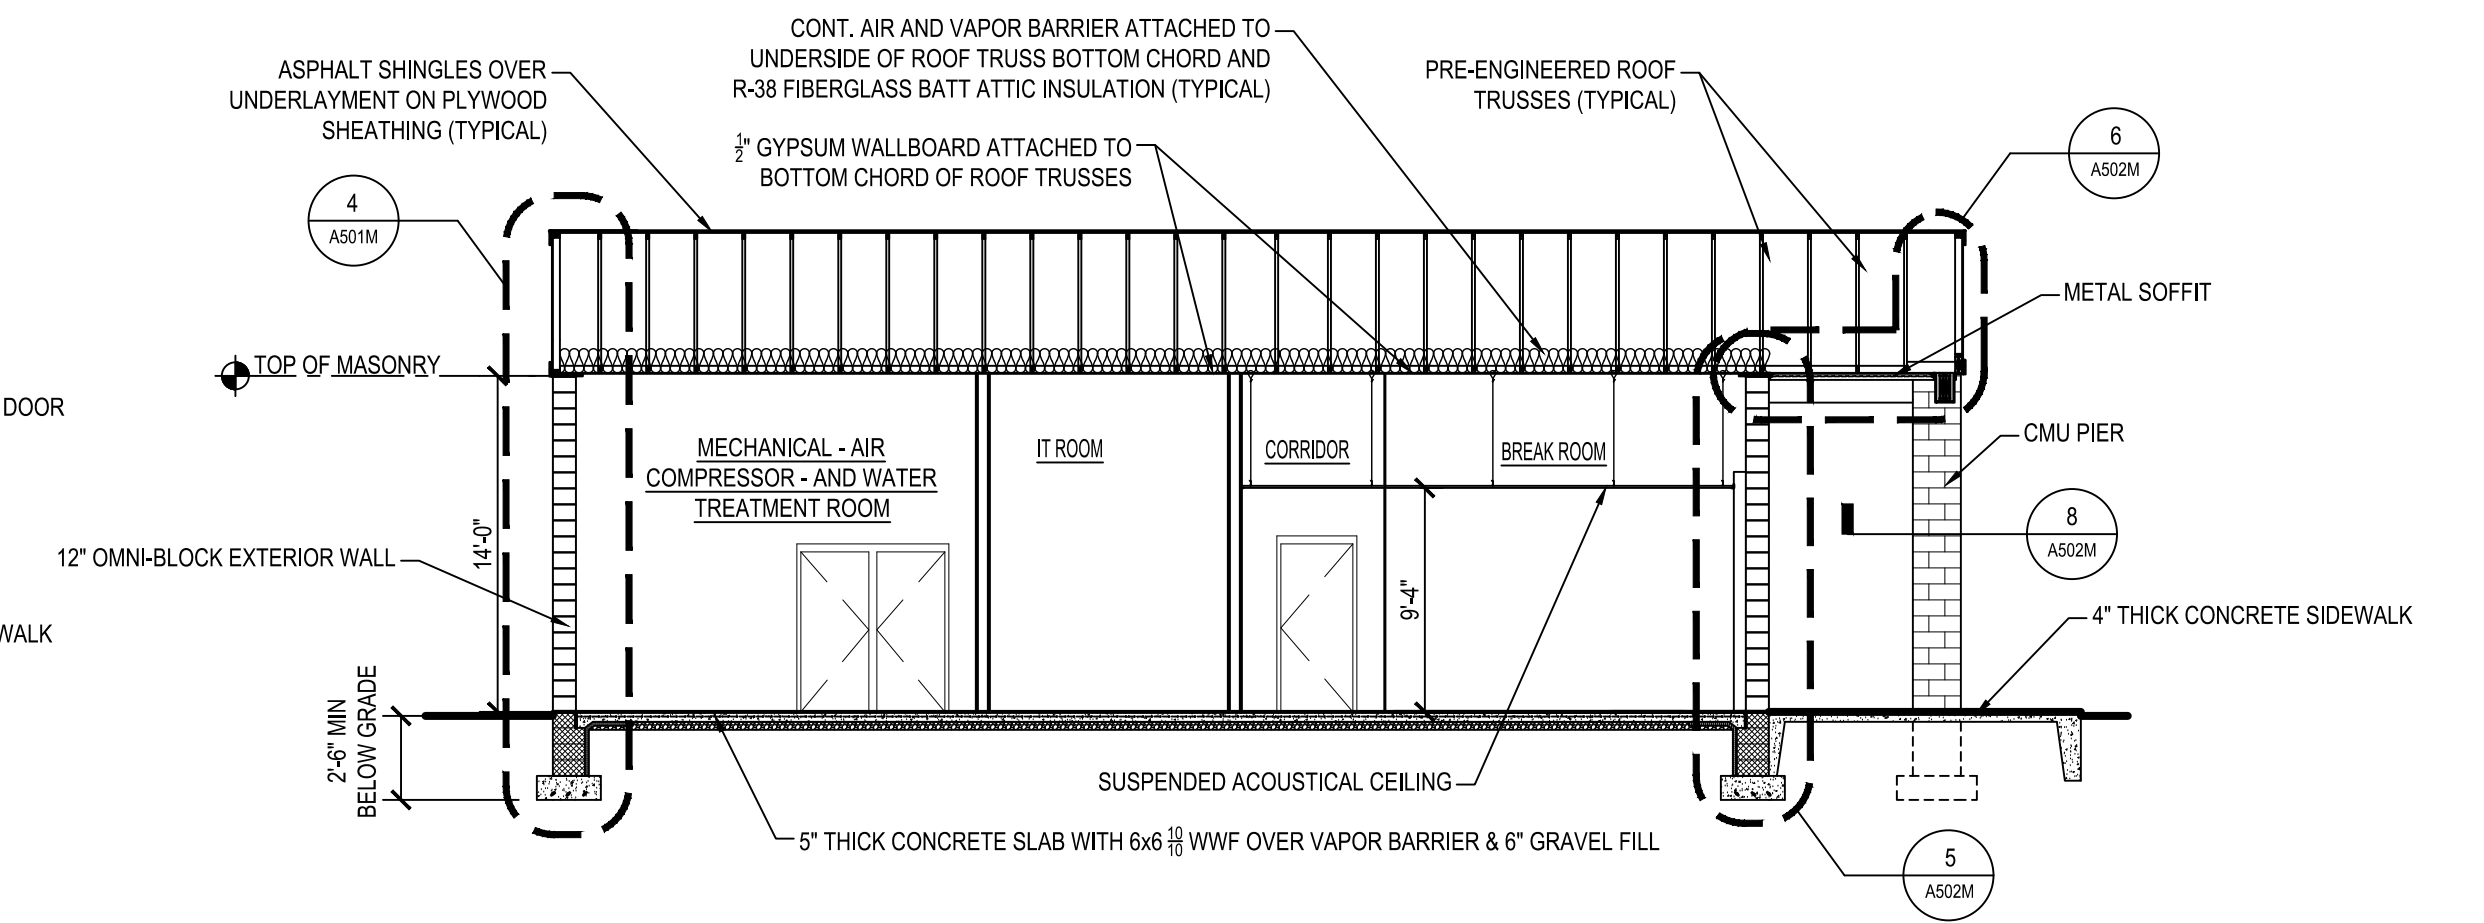 CONT. AIR AND VAPOR BARRIER ATTACHED TO
UNDERSIDE OF ROOF TRUSS BOTTOM CHORD AND
R-38 FIBERGLASS BATT ATTIC INSULATION (TYPICAL)
ASPHALT SHINGLES OVER
UNDERLAYMENT ON PLYWOOD
SHEATHING (TYPICAL)
PRE-ENGINEERED ROOF
TRUSSES (TYPICAL)
½" GYPSUM WALLBOARD ATTACHED TO
BOTTOM CHORD OF ROOF TRUSSES
6
A502M
4
A501M
METAL SOFFIT
TOP OF MASONRY
DOOR
MECHANICAL - AIR
COMPRESSOR - AND WATER
TREATMENT ROOM
IT ROOM
CORRIDOR
BREAK ROOM
CMU PIER
8
A502M
14'-0"
12" OMNI-BLOCK EXTERIOR WALL
9'-4"
4" THICK CONCRETE SIDEWALK
WALK
2'-6" MIN
BELOW GRADE
SUSPENDED ACOUSTICAL CEILING
5" THICK CONCRETE SLAB WITH 6x6 10/10 WWF OVER VAPOR BARRIER & 6" GRAVEL FILL
5
A502M